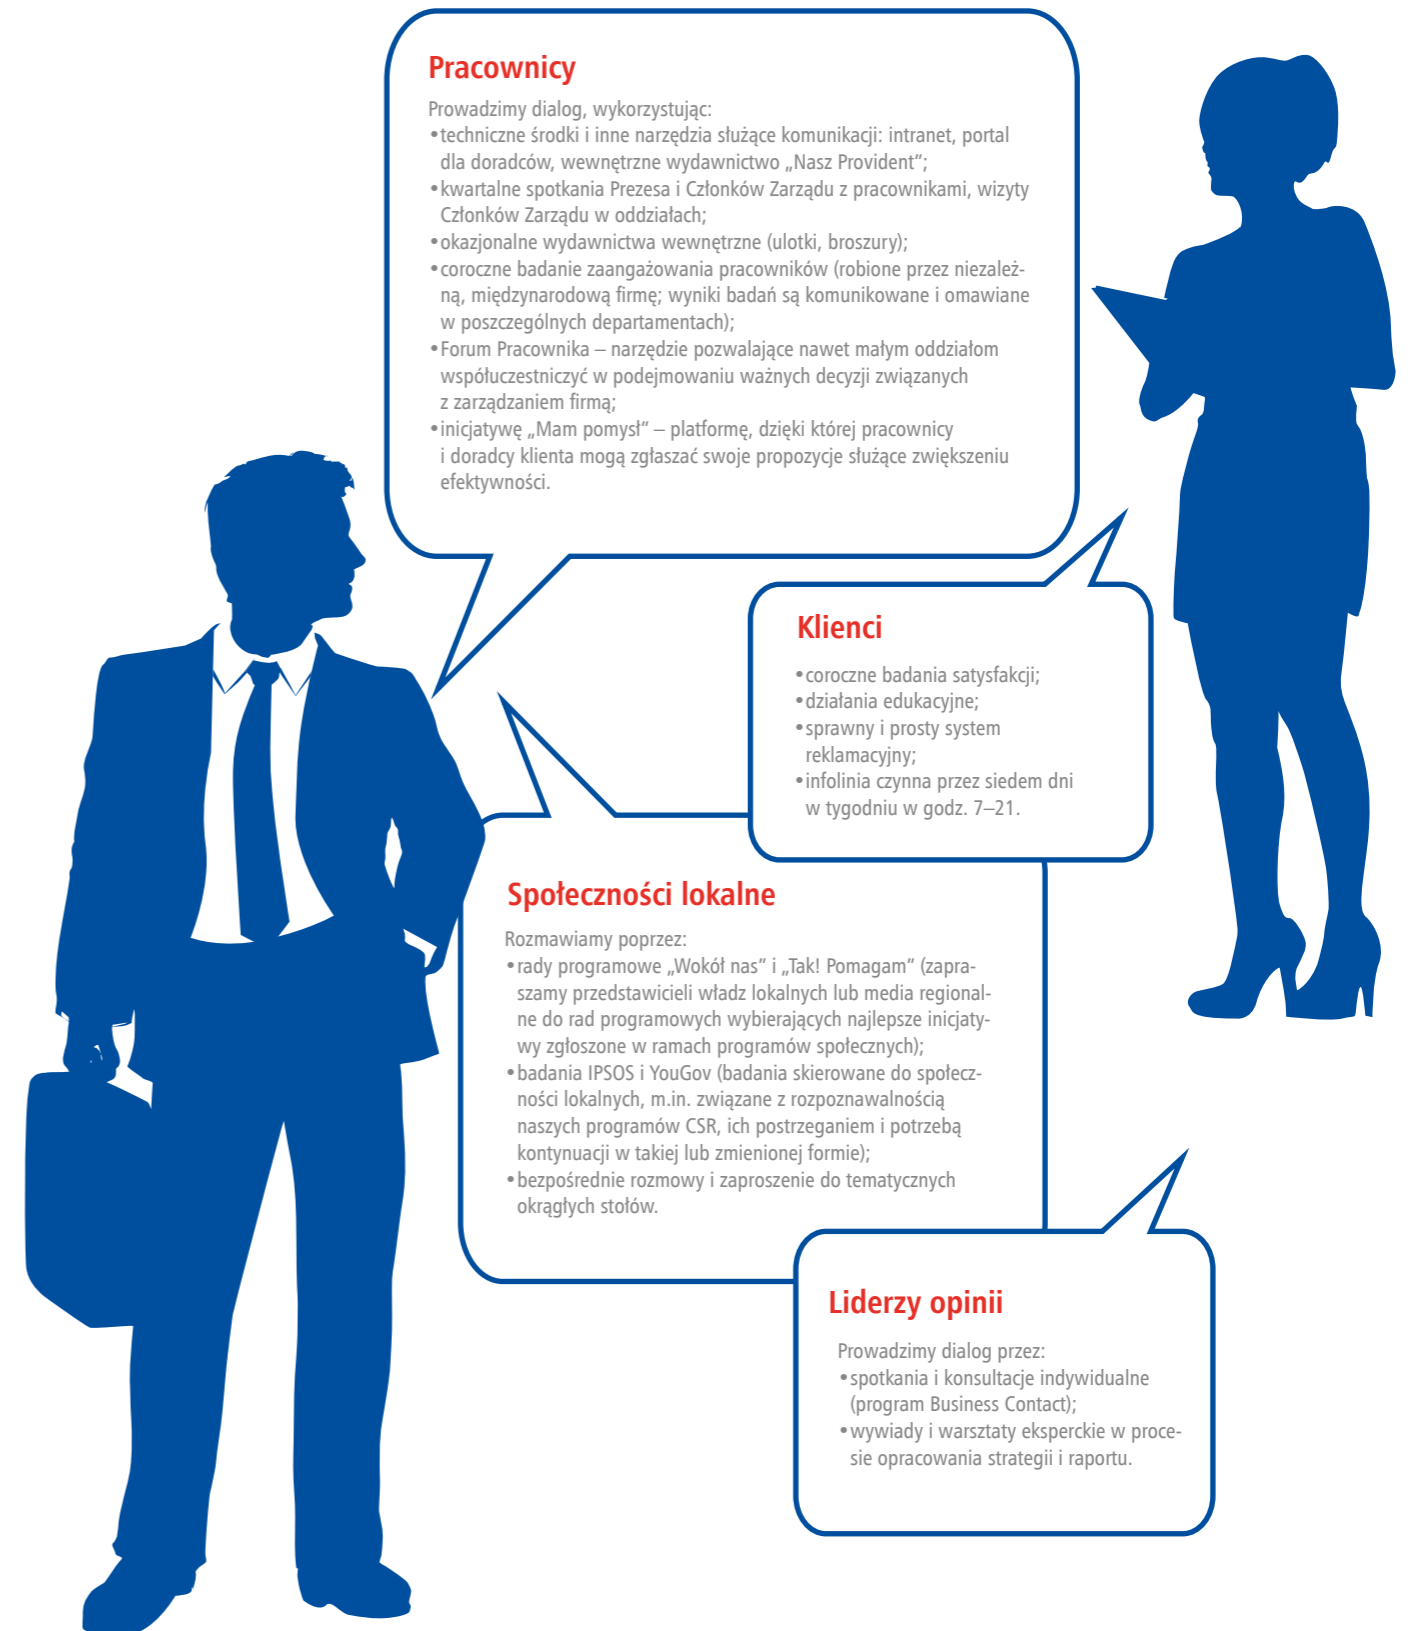 Pracownicy
Prowadzimy dialog, wykorzystując:
•techniczne środki i inne narzędzia służące komunikacji: intranet, portal
dla doradców, wewnętrzne wydawnictwo „Nasz Provident”;
•kwartalne spotkania Prezesa i Członków Zarządu z pracownikami, wizyty
Członków Zarządu w oddziałach;
•okazjonalne wydawnictwa wewnętrzne (ulotki, broszury);
•coroczne badanie zaangażowania pracowników (robione przez niezależ-
ną, międzynarodową firmę; wyniki badań są komunikowane i omawiane
w poszczególnych departamentach);
•Forum Pracownika – narzędzie pozwalające nawet małym oddziałom
współuczestniczyć w podejmowaniu ważnych decyzji związanych
z zarządzaniem firmą;
•inicjatywę „Mam pomysł” – platformę, dzięki której pracownicy
i doradcy klienta mogą zgłaszać swoje propozycje służące zwiększeniu
efektywności.
Klienci
•coroczne badania satysfakcji;
•działania edukacyjne;
•sprawny i prosty system
reklamacyjny;
•infolinia czynna przez siedem dni
w tygodniu w godz. 7–21.
Społeczności lokalne
Rozmawiamy poprzez:
•rady programowe „Wokół nas” i „Tak! Pomagam” (zapra-
szamy przedstawicieli władz lokalnych lub media regional-
ne do rad programowych wybierających najlepsze inicjaty-
wy zgłoszone w ramach programów społecznych);
•badania IPSOS i YouGov (badania skierowane do społecz-
ności lokalnych, m.in. związane z rozpoznawalnością
naszych programów CSR, ich postrzeganiem i potrzebą
kontynuacji w takiej lub zmienionej formie);
•bezpośrednie rozmowy i zaproszenie do tematycznych
okrągłych stołów.
Liderzy opinii
Prowadzimy dialog przez:
•spotkania i konsultacje indywidualne
(program Business Contact);
•wywiady i warsztaty eksperckie w proce-
sie opracowania strategii i raportu.